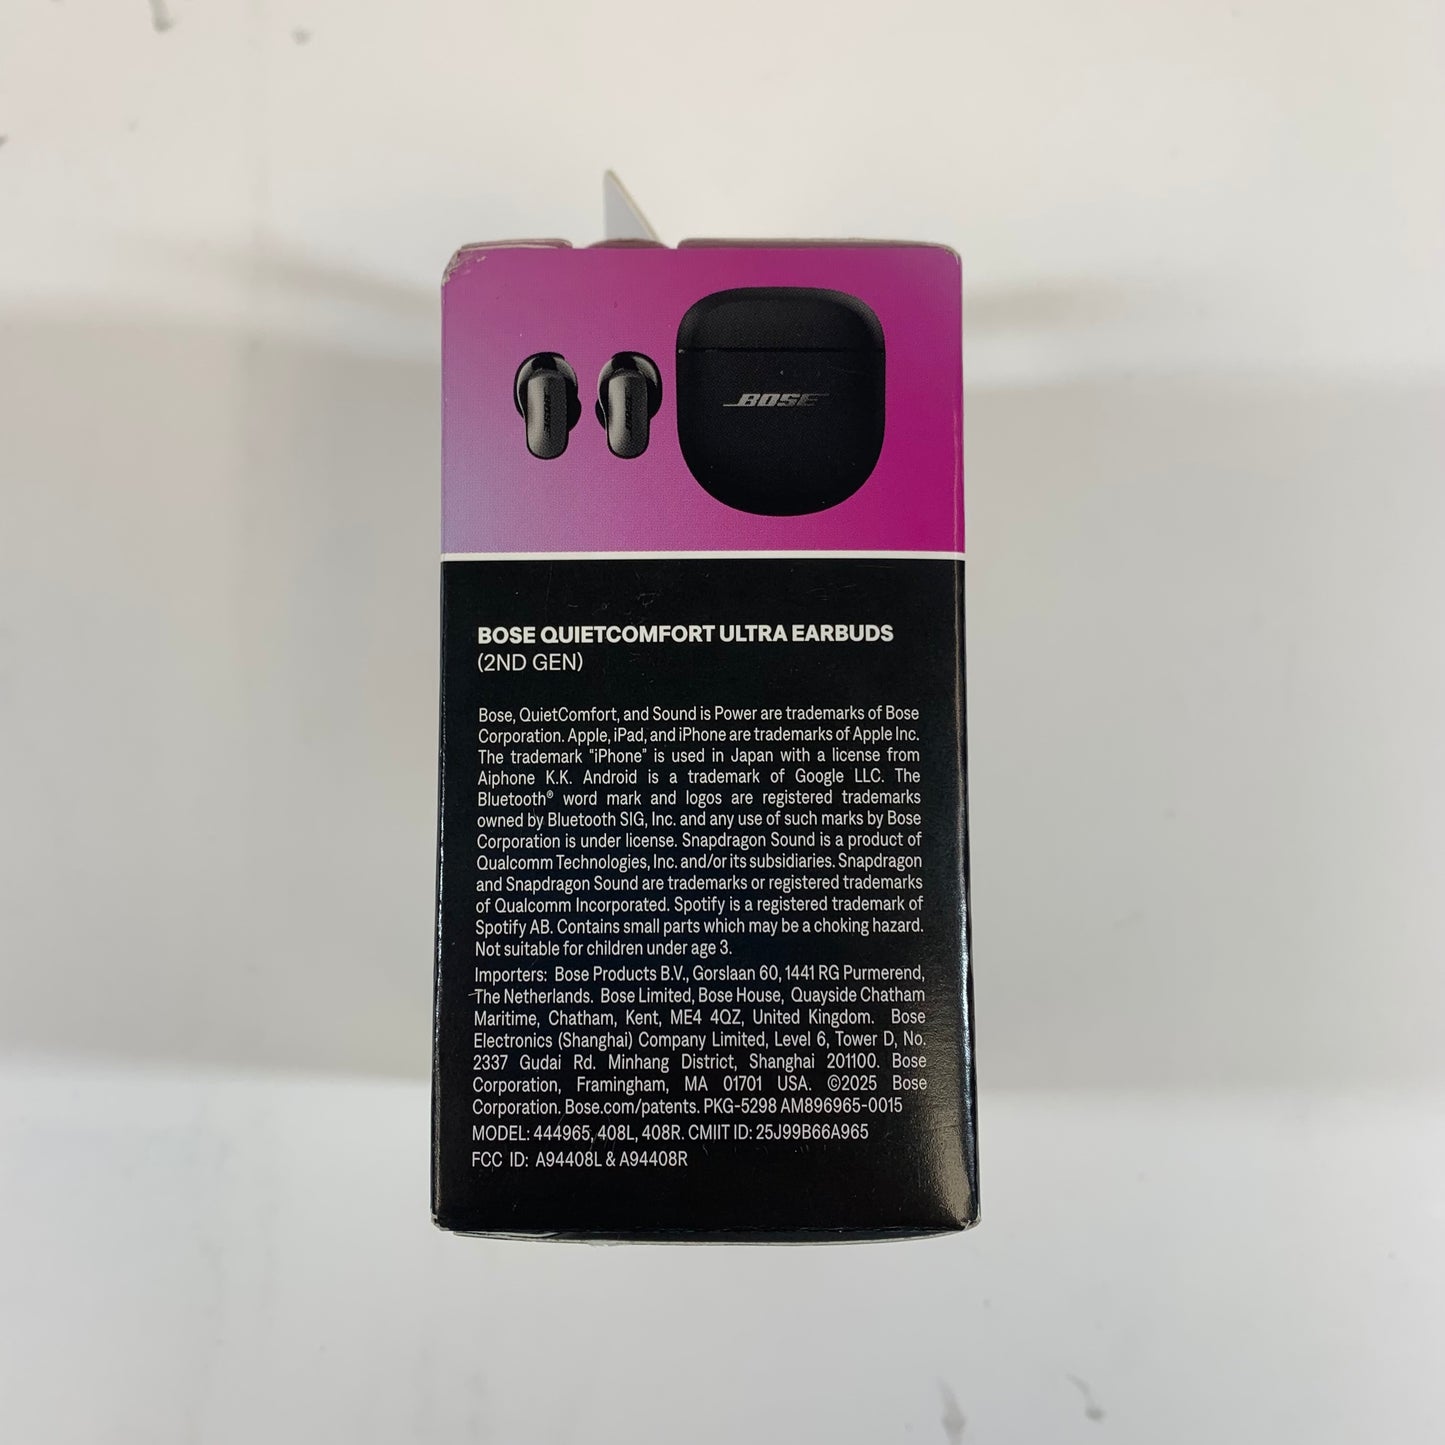 BOSE
BOSE QUIETCOMFORT ULTRA EARBUDS
(2ND GEN)
Bose, QuietComfort, and Sound is Power are trademarks of Bose
Corporation. Apple, iPad, and iPhone are trademarks of Apple Inc.
The trademark "iPhone" is used in Japan with a license from
Aiphone K.K. Android is a trademark of Google LLC. The
Bluetooth® word mark and logos are registered trademarks
owned by Bluetooth SIG, Inc. and any use of such marks by Bose
Corporation is under license. Snapdragon Sound is a product of
Qualcomm Technologies, Inc. and/or its subsidiaries. Snapdragon
and Snapdragon Sound are trademarks or registered trademarks
of Qualcomm Incorporated. Spotify is a registered trademark of
Spotify AB. Contains small parts which may be a choking hazard.
Not suitable for children under age 3.
Importers: Bose Products B.V., Gorslaan 60, 1441 RG Purmerend,
The Netherlands. Bose Limited, Bose House, Quayside Chatham
Maritime, Chatham, Kent, ME4 4QZ, United Kingdom. Bose
Electronics (Shanghai) Company Limited, Level 6, Tower D, No.
2337 Gudai Rd. Minhang District, Shanghai 201100. Bose
Corporation, Framingham, MA 01701 USA. ©2025 Bose
Corporation. Bose.com/patents. PKG-5298 AM896965-0015
MODEL: 444965, 408L, 408R. CMIIT ID: 25J99B66A965
FCC ID: A94408L & A94408R